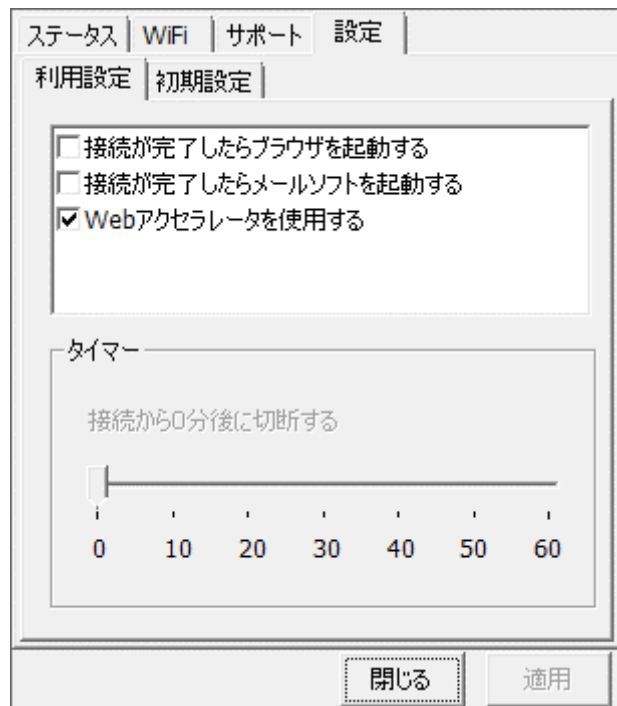 ステータス WiFi サポート 設定
利用設定 初期設定
接続が完了したらブラウザを起動する
接続が完了したらメールソフトを起動する
Webアクセラレータを使用する
タイマー
接続から0分後に切断する
0 10 20 30 40 50 60
閉じる 適用